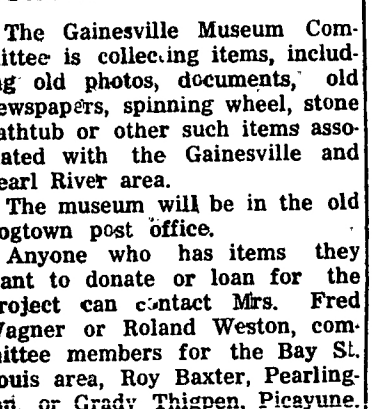 The Gainesville Museum Com-
ittee is collecting items, includ-
g old photos, documents, old
ewspapers, spinning wheel, stone
athtub or other such items asso-
ated with the Gainesville and
earl River area.
The museum will be in the old
ogtown post office.
Anyone who has items they
ant to donate or loan for the
roject can contact Mrs. Fred
agner or Roland Weston, com-
ittee members for the Bay St.
ouis area, Roy Baxter, Pearling-
on, or Grady Thigpen, Picayune.